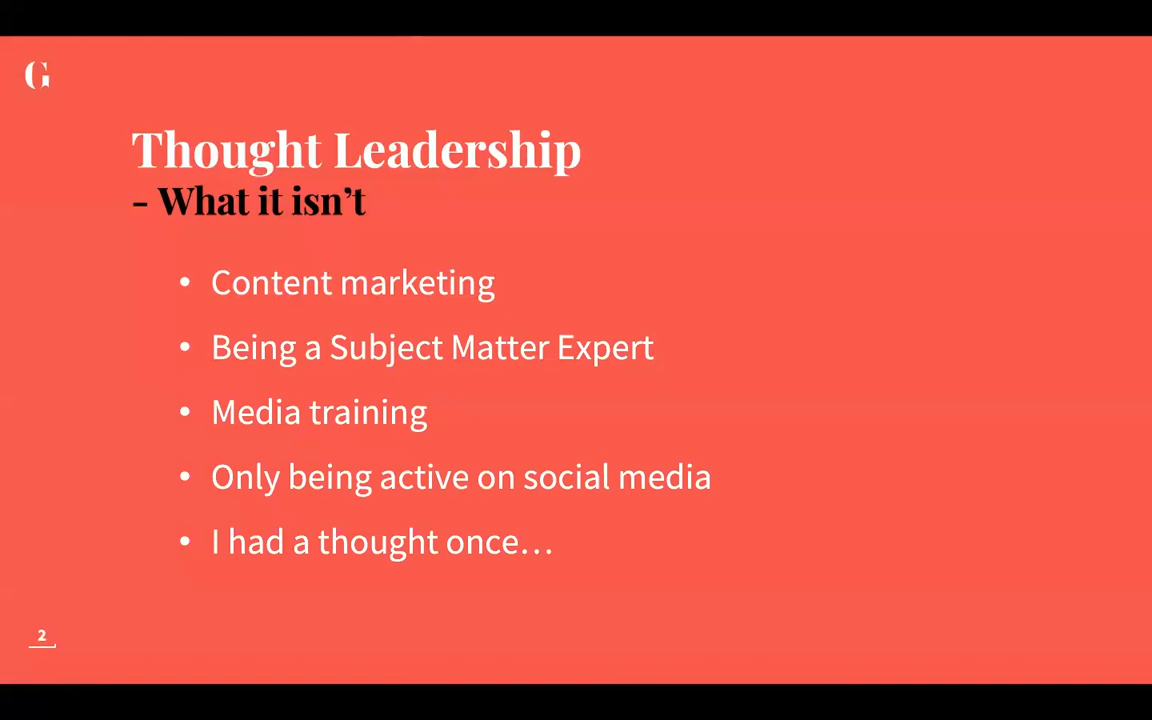 G
Thought Leadership
- What it isn’t
• Content marketing
• Being a Subject Matter Expert
• Media training
• Only being active on social media
• I had a thought once…
2